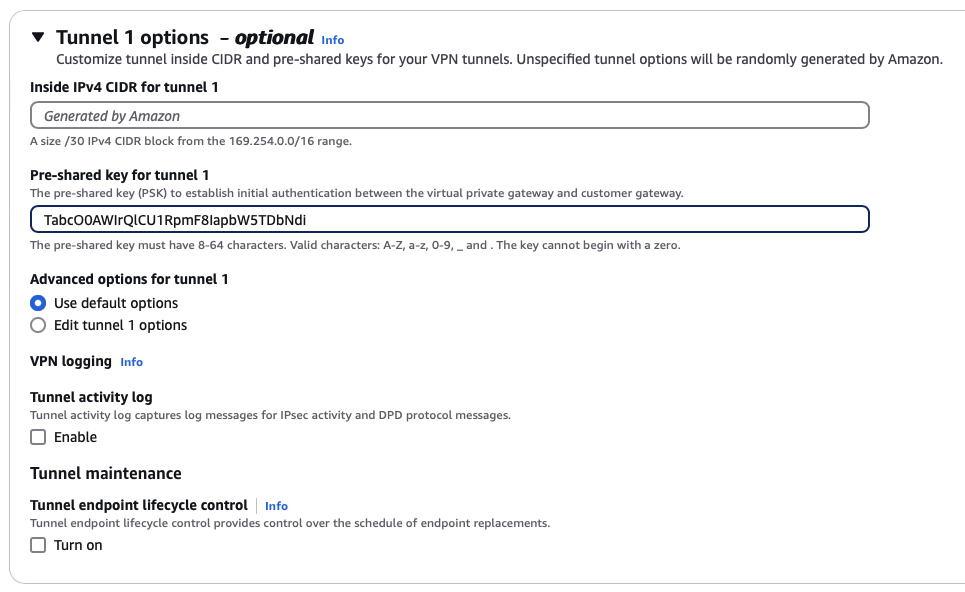 Tunnel 1 options – optional Info
Customize tunnel inside CIDR and pre-shared keys for your VPN tunnels. Unspecified tunnel options will be randomly generated by Amazon.
Inside IPv4 CIDR for tunnel 1
Generated by Amazon
A size /30 IPv4 CIDR block from the 169.254.0.0/16 range.
Pre-shared key for tunnel 1
The pre-shared key (PSK) to establish initial authentication between the virtual private gateway and customer gateway.
TabcO0AWIrQlCU1RpmF8IapbW5TDbNdi
The pre-shared key must have 8-64 characters. Valid characters: A-Z, a-z, 0-9, _ and . The key cannot begin with a zero.
Advanced options for tunnel 1
Use default options
Edit tunnel 1 options
VPN logging Info
Tunnel activity log
Tunnel activity log captures log messages for IPsec activity and DPD protocol messages.
Enable
Tunnel maintenance
Tunnel endpoint lifecycle control Info
Tunnel endpoint lifecycle control provides control over the schedule of endpoint replacements.
Turn on